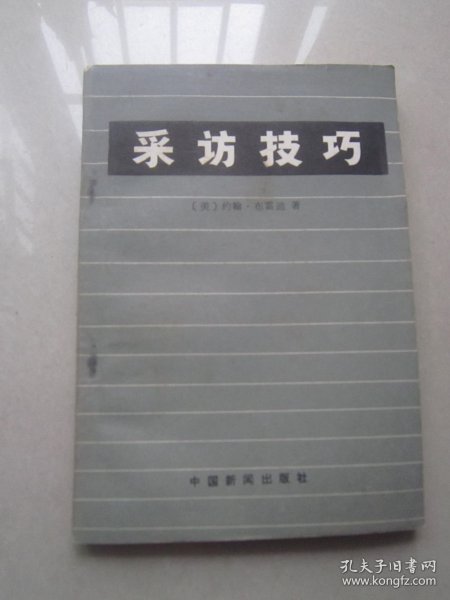 采访技巧
〔美〕约翰·布雷迪 著
中国新闻出版社
孔夫子旧书网
www.kongfz.com